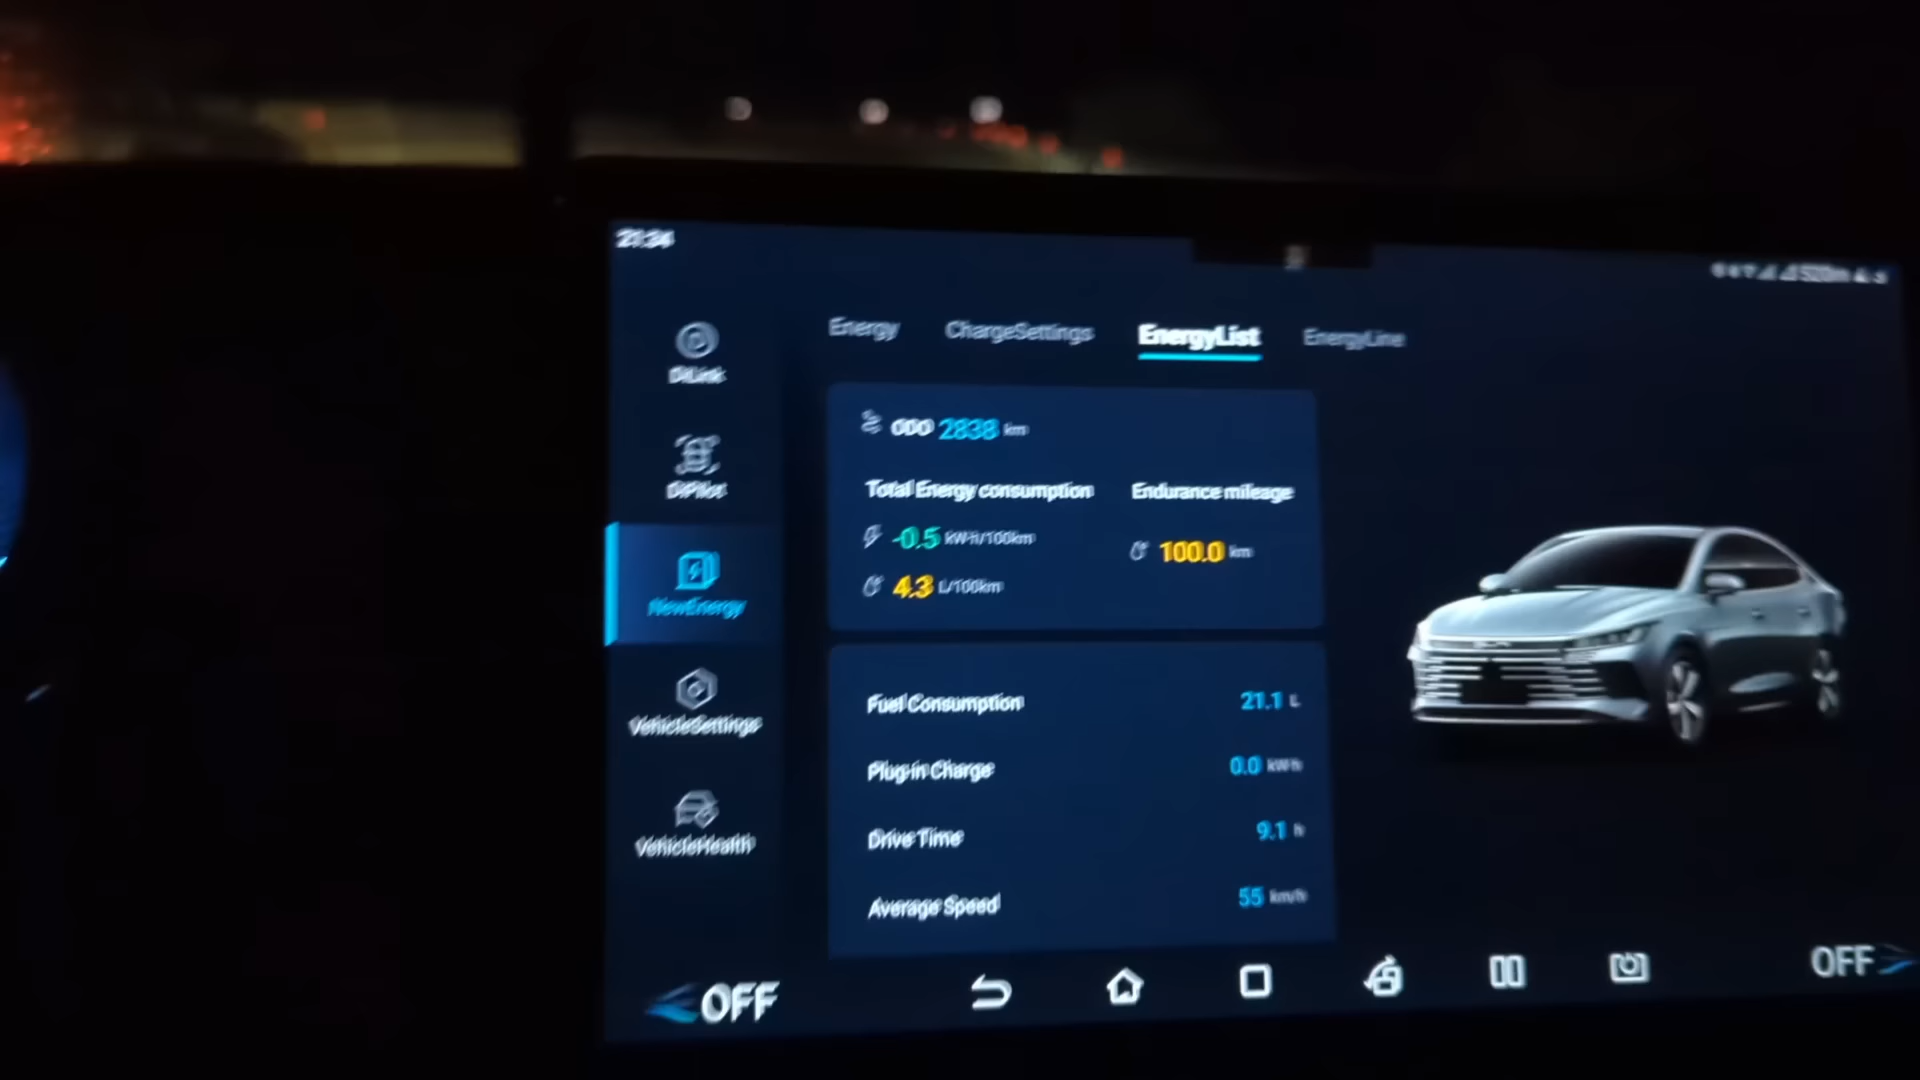 21:34
Energy ChargeSettings EnergyList EnergyLine
DiLink
DiPilot
NewEnergy
VehicleSettings
VehicleHealth
ODO 2838 km
Total Energy consumption Endurance mileage
-0.5 kW·h/100km
100.0 km
4.3 L/100km
Fuel Consumption 21.1 L
Plug-in Charge 0.0 kW·h
Drive Time 9.1 h
Average Speed 55 km/h
OFF OFF